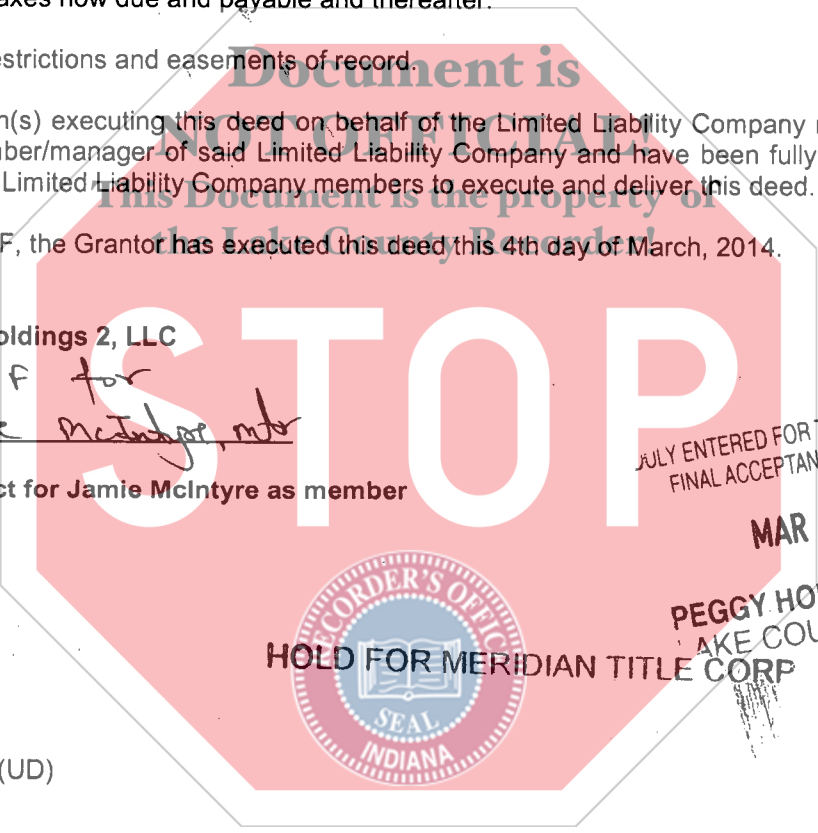 axes now due and payable and thereafter.
estrictions and easements of record.
Document is
n(s) executing this deed on behalf of the Limited Liability Company
NOT OFFICIAL!
ber/manager of said Limited Liability Company and have been fully
Limited Liability Company members to execute and deliver this deed.
This Document is the property of
F, the Grantor has executed this deed this 4th day of March, 2014.
the Lake County Recorder!
STOP
oldings 2, LLC
F for
McIntyre, mbr
ct for Jamie McIntyre as member
ULY ENTERED FOR
FINAL ACCEPTAN
MAR
PEGGY HO
AKE COU
HOLD FOR MERIDIAN TITLE CORP
RECORDER'S OFFICE
SEAL
INDIANA
(UD)